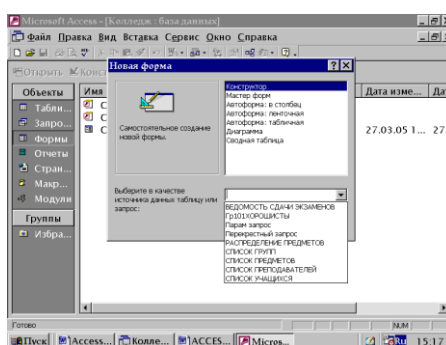 Microsoft Access - [Колледж : база данных]
Файл Правка Вид Вставка Сервис Окно Справка
Открыть
Новая форма
Объекты
Табли...
Запро...
Формы
Отчеты
Стран...
Макр...
Модули
Группы
Избра...
Имя
Дата изме...
27.03.05 1... 27
Самостоятельное создание
новой формы.
Конструктор
Мастер форм
Автоформа: в столбец
Автоформа: ленточная
Автоформа: табличная
Диаграмма
Сводная таблица
Выберите в качестве
источника данных таблицу или
запрос:
ВЕДОМОСТЬ СДАЧИ ЭКЗАМЕНОВ
Гр101ХОРОШИСТЫ
Парам запрос
Перекрестный запрос
РАСПРЕДЕЛЕНИЕ ПРЕДМЕТОВ
СПИСОК ГРУПП
СПИСОК ПРЕДМЕТОВ
СПИСОК ПРЕПОДАВАТЕЛЕЙ
СПИСОК УЧАЩИХСЯ
Готово
NUM
Пуск Access... Колле... ACCES... Micros... Ru 15:1